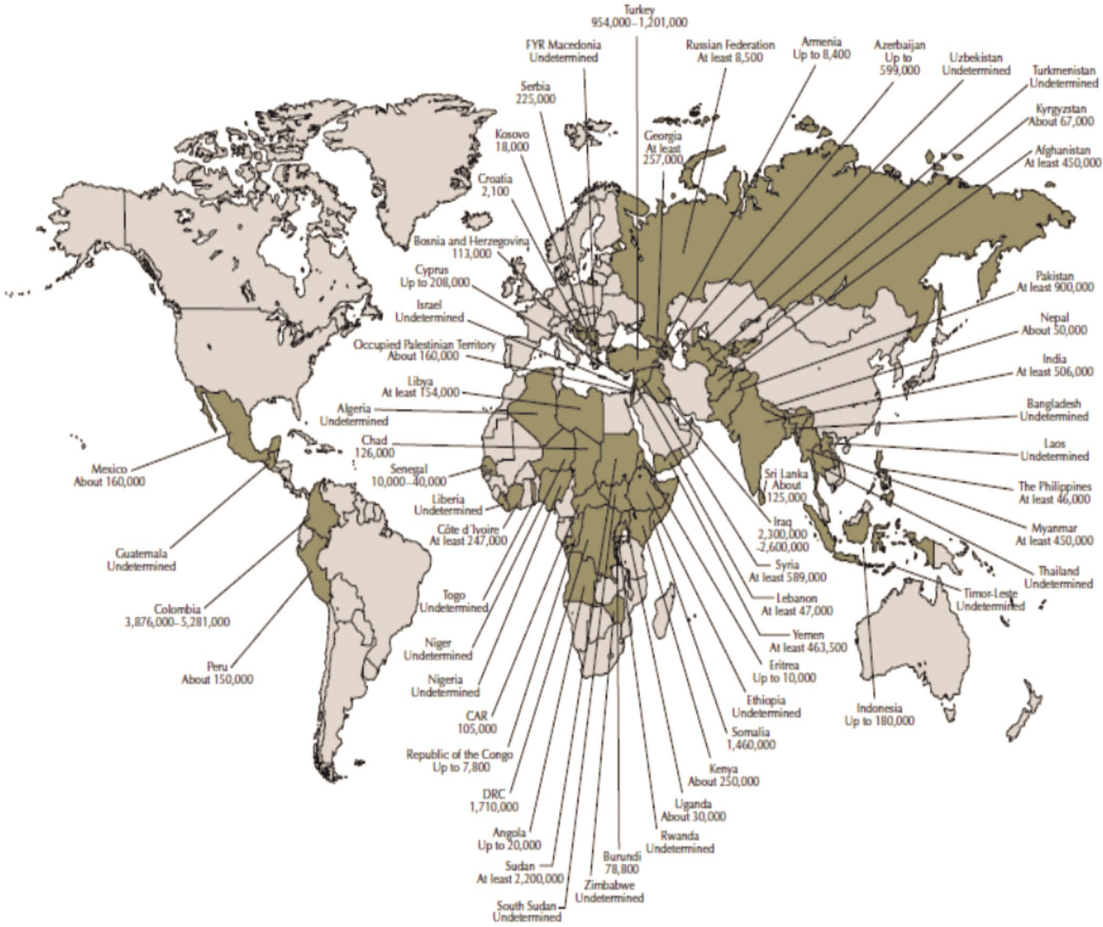 Turkey
954,000–1,201,000
FYR Macedonia
Undetermined
Russian Federation
At least 8,500
Armenia
Up to 8,400
Azerbaijan
Up to
599,000
Uzbekistan
Undetermined
Turkmenistan
Undetermined
Serbia
225,000
Kyrgyzstan
About 67,000
Kosovo
18,000
Georgia
At least
257,000
Afghanistan
At least 450,000
Croatia
2,100
Bosnia and Herzegovina
113,000
Cyprus
Up to 208,000
Pakistan
At least 900,000
Israel
Undetermined
Nepal
About 50,000
Occupied Palestinian Territory
About 160,000
India
At least 506,000
Libya
At least 154,000
Bangladesh
Undetermined
Algeria
Undetermined
Chad
126,000
Laos
Undetermined
Mexico
About 160,000
Senegal
10,000–40,000
Sri Lanka
About
125,000
The Philippines
At least 46,000
Liberia
Undetermined
Côte d'Ivoire
At least 247,000
Iraq
2,300,000
-2,600,000
Myanmar
At least 450,000
Guatemala
Undetermined
Syria
At least 589,000
Thailand
Undetermined
Colombia
3,876,000–5,281,000
Togo
Undetermined
Lebanon
At least 47,000
Timor-Leste
Undetermined
Niger
Undetermined
Yemen
At least 463,500
Peru
About 150,000
Nigeria
Undetermined
Eritrea
Up to 10,000
CAR
105,000
Ethiopia
Undetermined
Indonesia
Up to 180,000
Somalia
1,460,000
Republic of the Congo
Up to 7,800
Kenya
About 250,000
DRC
1,710,000
Uganda
About 30,000
Angola
Up to 20,000
Rwanda
Undetermined
Sudan
At least 2,200,000
Burundi
78,800
Zimbabwe
Undetermined
South Sudan
Undetermined